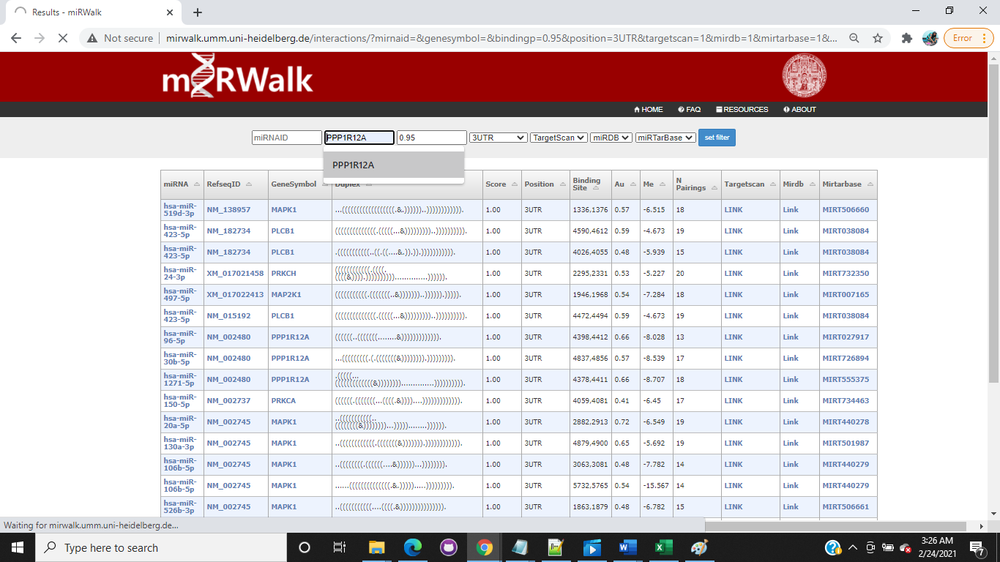 Results - miRWalk
Not secure mirwalk.umm.uni-heidelberg.de/interactions/?mirnaid=&genesymbol=&bindingp=0.95&position=3UTR&targetscan=1&mirdb=1&mirtarbase=1&... Error
miRWalk
HOME FAQ RESOURCES ABOUT
miRNAID PPP1R12A 0.95 3UTR TargetScan miRDB miRTarBase set filter
PPP1R12A
miRNA RefseqID GeneSymbol Duplex Score Position Binding Site Au Me N Pairings Targetscan Mirdb Mirtarbase
hsa-miR-519d-3p NM_138957 MAPK1 ...((((((((((((((((((.&.))))))..)))))))))))). 1.00 3UTR 1336,1376 0.57 -6.515 18 LINK Link MIRT506660
hsa-miR-423-5p NM_182734 PLCB1 ((((((((((((((.(((((...&)))))))))..)))))))))). 1.00 3UTR 4590,4612 0.59 -4.673 19 LINK Link MIRT038084
hsa-miR-423-5p NM_182734 PLCB1 .(((((((((((..((.((....&.)).)).))))))))))). 1.00 3UTR 4026,4055 0.48 -5.939 15 LINK Link MIRT038084
hsa-miR-24-3p XM_017021458 PRKCH ((((((((((((.((((.((((&)))).))))))))))..............)))))). 1.00 3UTR 2295,2331 0.53 -5.227 20 LINK Link MIRT732350
hsa-miR-497-5p XM_017022413 MAP2K1 (((((((((((.(((((((..&)))))))..)))))).))))). 1.00 3UTR 1946,1968 0.54 -7.284 18 LINK Link MIRT007165
hsa-miR-423-5p NM_015192 PLCB1 ((((((((((((((.(((((...&)))))))))..)))))))))). 1.00 3UTR 4472,4494 0.59 -4.673 19 LINK Link MIRT038084
hsa-miR-96-5p NM_002480 PPP1R12A ((((((..(((((((........&))))))))))))). 1.00 3UTR 4398,4412 0.66 -8.028 13 LINK Link MIRT027917
hsa-miR-30b-5p NM_002480 PPP1R12A ...(((((((((.(.(((((((&)))))))).))))))))). 1.00 3UTR 4837,4856 0.57 -8.539 17 LINK Link MIRT726894
hsa-miR-1271-5p NM_002480 PPP1R12A .(((((...(((((((((((((&))))))))..............)))))))))). 1.00 3UTR 4378,4411 0.66 -8.707 18 LINK Link MIRT555375
hsa-miR-150-5p NM_002737 PRKCA ((((((.(((((((...((((.&))))....))))))))))))). 1.00 3UTR 4059,4081 0.41 -6.45 17 LINK Link MIRT734463
hsa-miR-20a-5p NM_002745 MAPK1 ..(((((((((((..((((((((&))))))))...)))))........)))))). 1.00 3UTR 2882,2913 0.72 -6.549 19 LINK Link MIRT440278
hsa-miR-130a-3p NM_002745 MAPK1 ..((((((((((((.(((((((&))))))).)))))))))))). 1.00 3UTR 4879,4900 0.65 -5.692 19 LINK Link MIRT501987
hsa-miR-106b-5p NM_002745 MAPK1 ..((((((((.((((((....&))))))...)))))))). 1.00 3UTR 3063,3081 0.48 -7.782 14 LINK Link MIRT440279
hsa-miR-106b-5p NM_002745 MAPK1 ......((((((((((((((.&.))))).....))))))))). 1.00 3UTR 5732,5765 0.54 -15.567 14 LINK Link MIRT440279
hsa-miR-526b-3p NM_002745 MAPK1 ..(((((((((((....((((.&))))))))))))))). 1.00 3UTR 1863,1879 0.48 -6.782 15 LINK Link MIRT506661
Waiting for mirwalk.umm.uni-heidelberg.de...
Type here to search
3:26 AM
2/24/2021
7